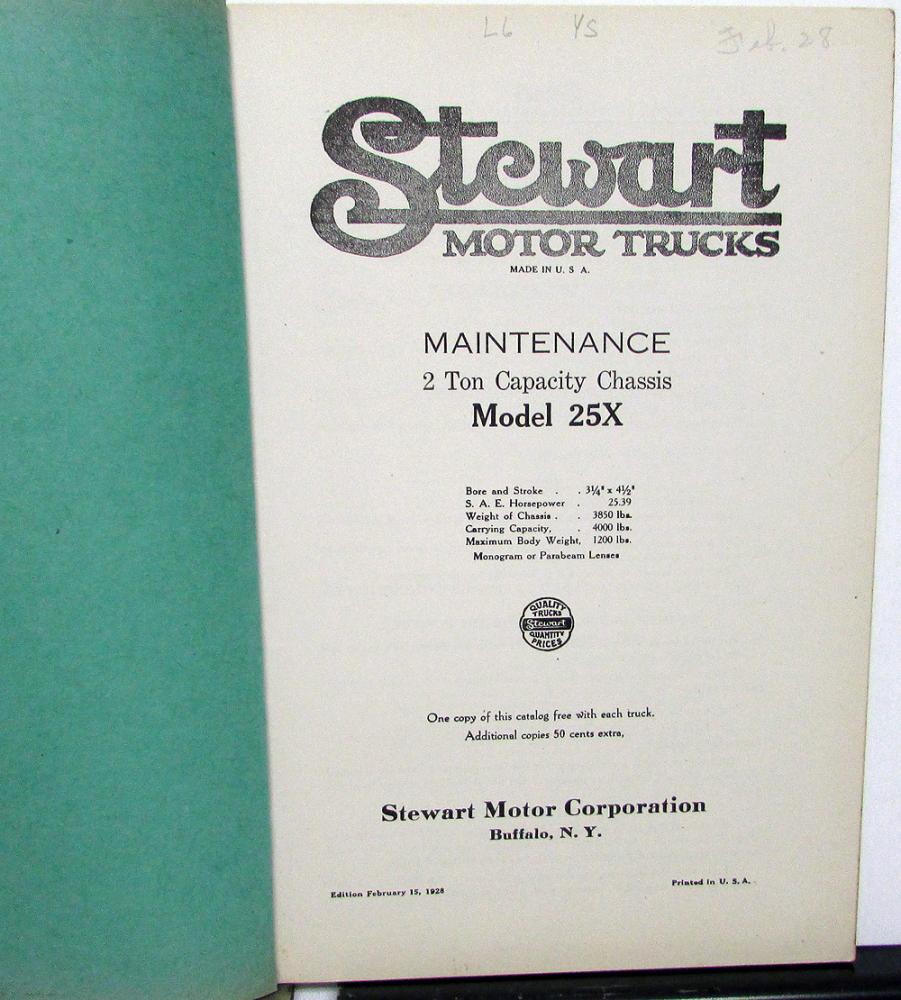 L6 YS Feb. 28
Stewart
MOTOR TRUCKS
MADE IN U. S A.
MAINTENANCE
2 Ton Capacity Chassis
Model 25X
Bore and Stroke . . 3¼" x 4½"
S. A. E. Horsepower . 25.39
Weight of Chassis . . 3850 lbs.
Carrying Capacity, . 4000 lbs.
Maximum Body Weight, 1200 lbs.
Monogram or Parabeam Lenses
QUALITY
TRUCKS
Stewart
QUANTITY
PRICES
One copy of this catalog free with each truck.
Additional copies 50 cents extra,
Stewart Motor Corporation
Buffalo, N. Y.
Edition February 15, 1928
Printed in U. S. A.